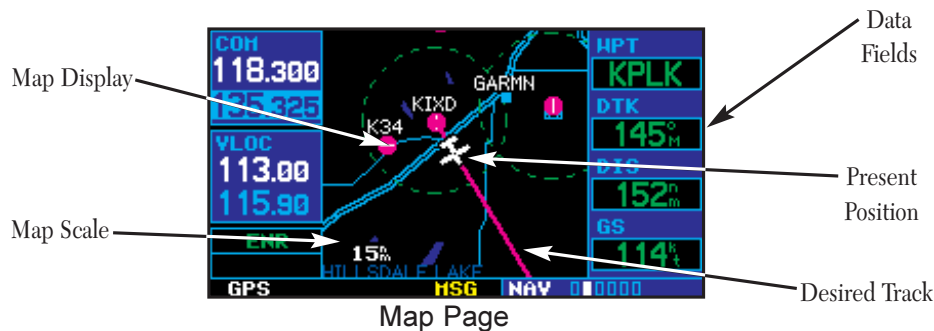 Map Display
Map Scale
COM
118.300
135.325
VLOC
113.00
115.90
ENR
GARMN
KIXD
K34
15nm
HILLSDALE LAKE
WPT
KPLK
DTK
145°M
DIS
152nm
GS
114kt
GPS
MSG
NAV
Data
Fields
Present
Position
Desired Track
Map Page